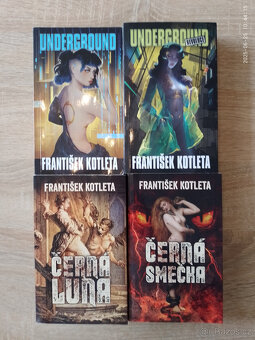 UNDERGROUND
FRANTIŠEK KOTLETA
UNDERGROUND
FRANTIŠEK KOTLETA
FRANTIŠEK KOTLETA
ČERNÁ
LUNA
FRANTIŠEK KOTLETA
ČERNÁ
SMEČKA